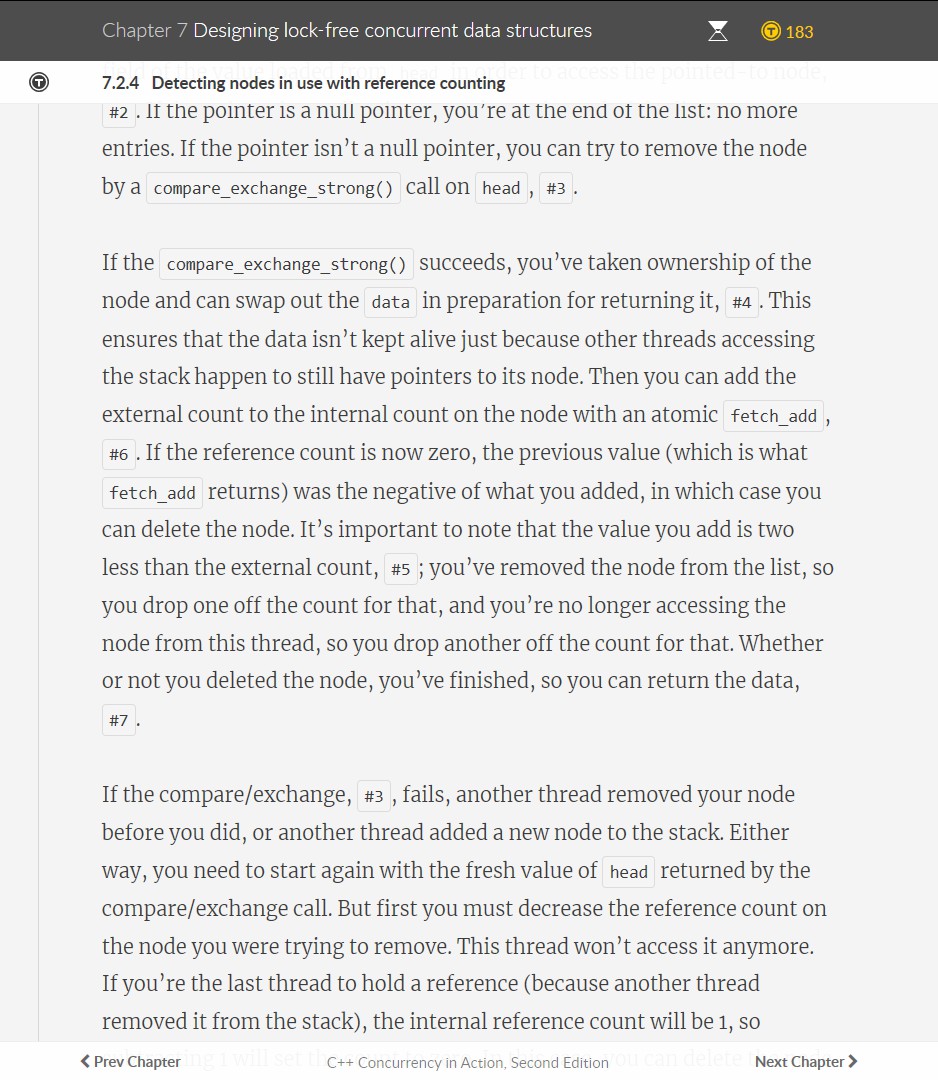 Chapter 7 Designing lock-free concurrent data structures
183
field of the value loaded from head in order to access the pointed-to node,
7.2.4 Detecting nodes in use with reference counting
#2 . If the pointer is a null pointer, you’re at the end of the list: no more
entries. If the pointer isn’t a null pointer, you can try to remove the node
by a compare_exchange_strong() call on head , #3 .
If the compare_exchange_strong() succeeds, you’ve taken ownership of the
node and can swap out the data in preparation for returning it, #4 . This
ensures that the data isn’t kept alive just because other threads accessing
the stack happen to still have pointers to its node. Then you can add the
external count to the internal count on the node with an atomic fetch_add ,
#6 . If the reference count is now zero, the previous value (which is what
fetch_add returns) was the negative of what you added, in which case you
can delete the node. It’s important to note that the value you add is two
less than the external count, #5 ; you’ve removed the node from the list, so
you drop one off the count for that, and you’re no longer accessing the
node from this thread, so you drop another off the count for that. Whether
or not you deleted the node, you’ve finished, so you can return the data,
#7 .
If the compare/exchange, #3 , fails, another thread removed your node
before you did, or another thread added a new node to the stack. Either
way, you need to start again with the fresh value of head returned by the
compare/exchange call. But first you must decrease the reference count on
the node you were trying to remove. This thread won’t access it anymore.
If you’re the last thread to hold a reference (because another thread
removed it from the stack), the internal reference count will be 1, so
Prev Chapter
C++ Concurrency in Action, Second Edition
Next Chapter